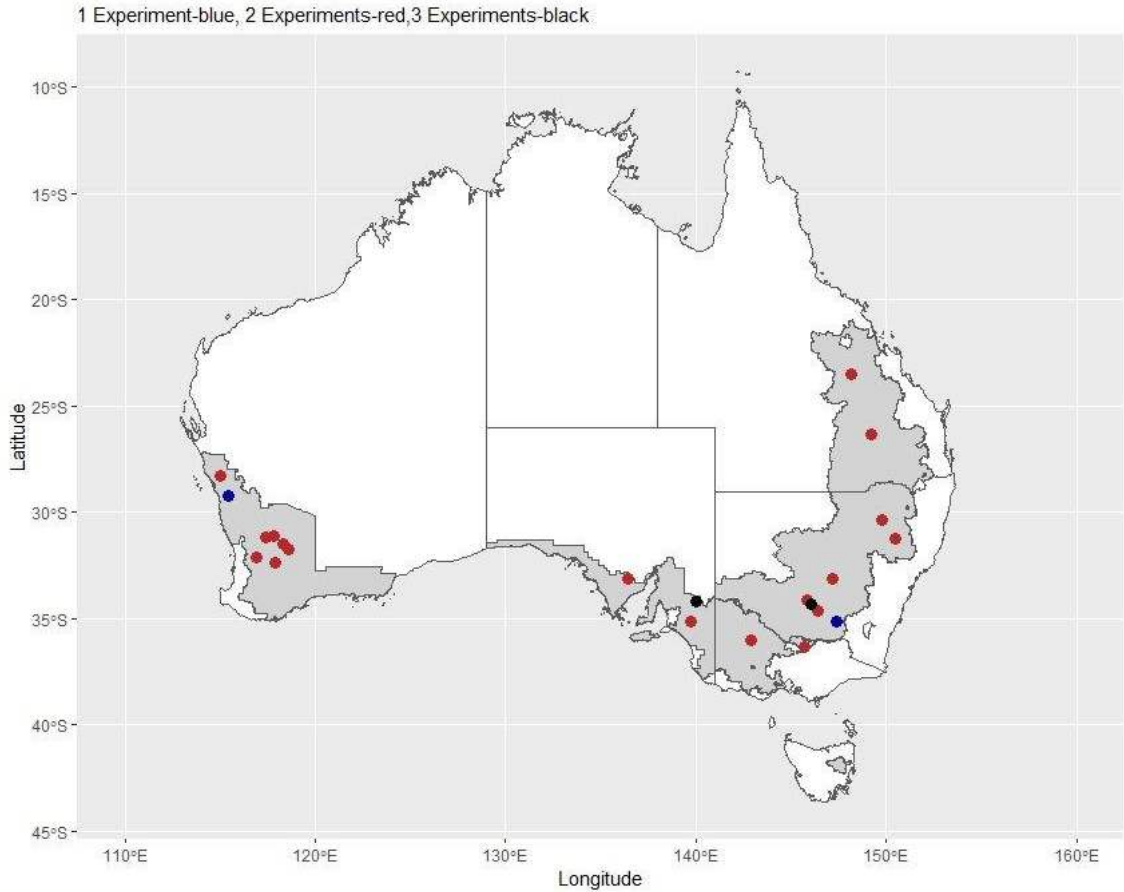 1 Experiment-blue, 2 Experiments-red,3 Experiments-black
10°S
15°S
20°S
25°S
30°S
35°S
40°S
45°S
Latitude
110°E 120°E 130°E 140°E 150°E 160°E
Longitude